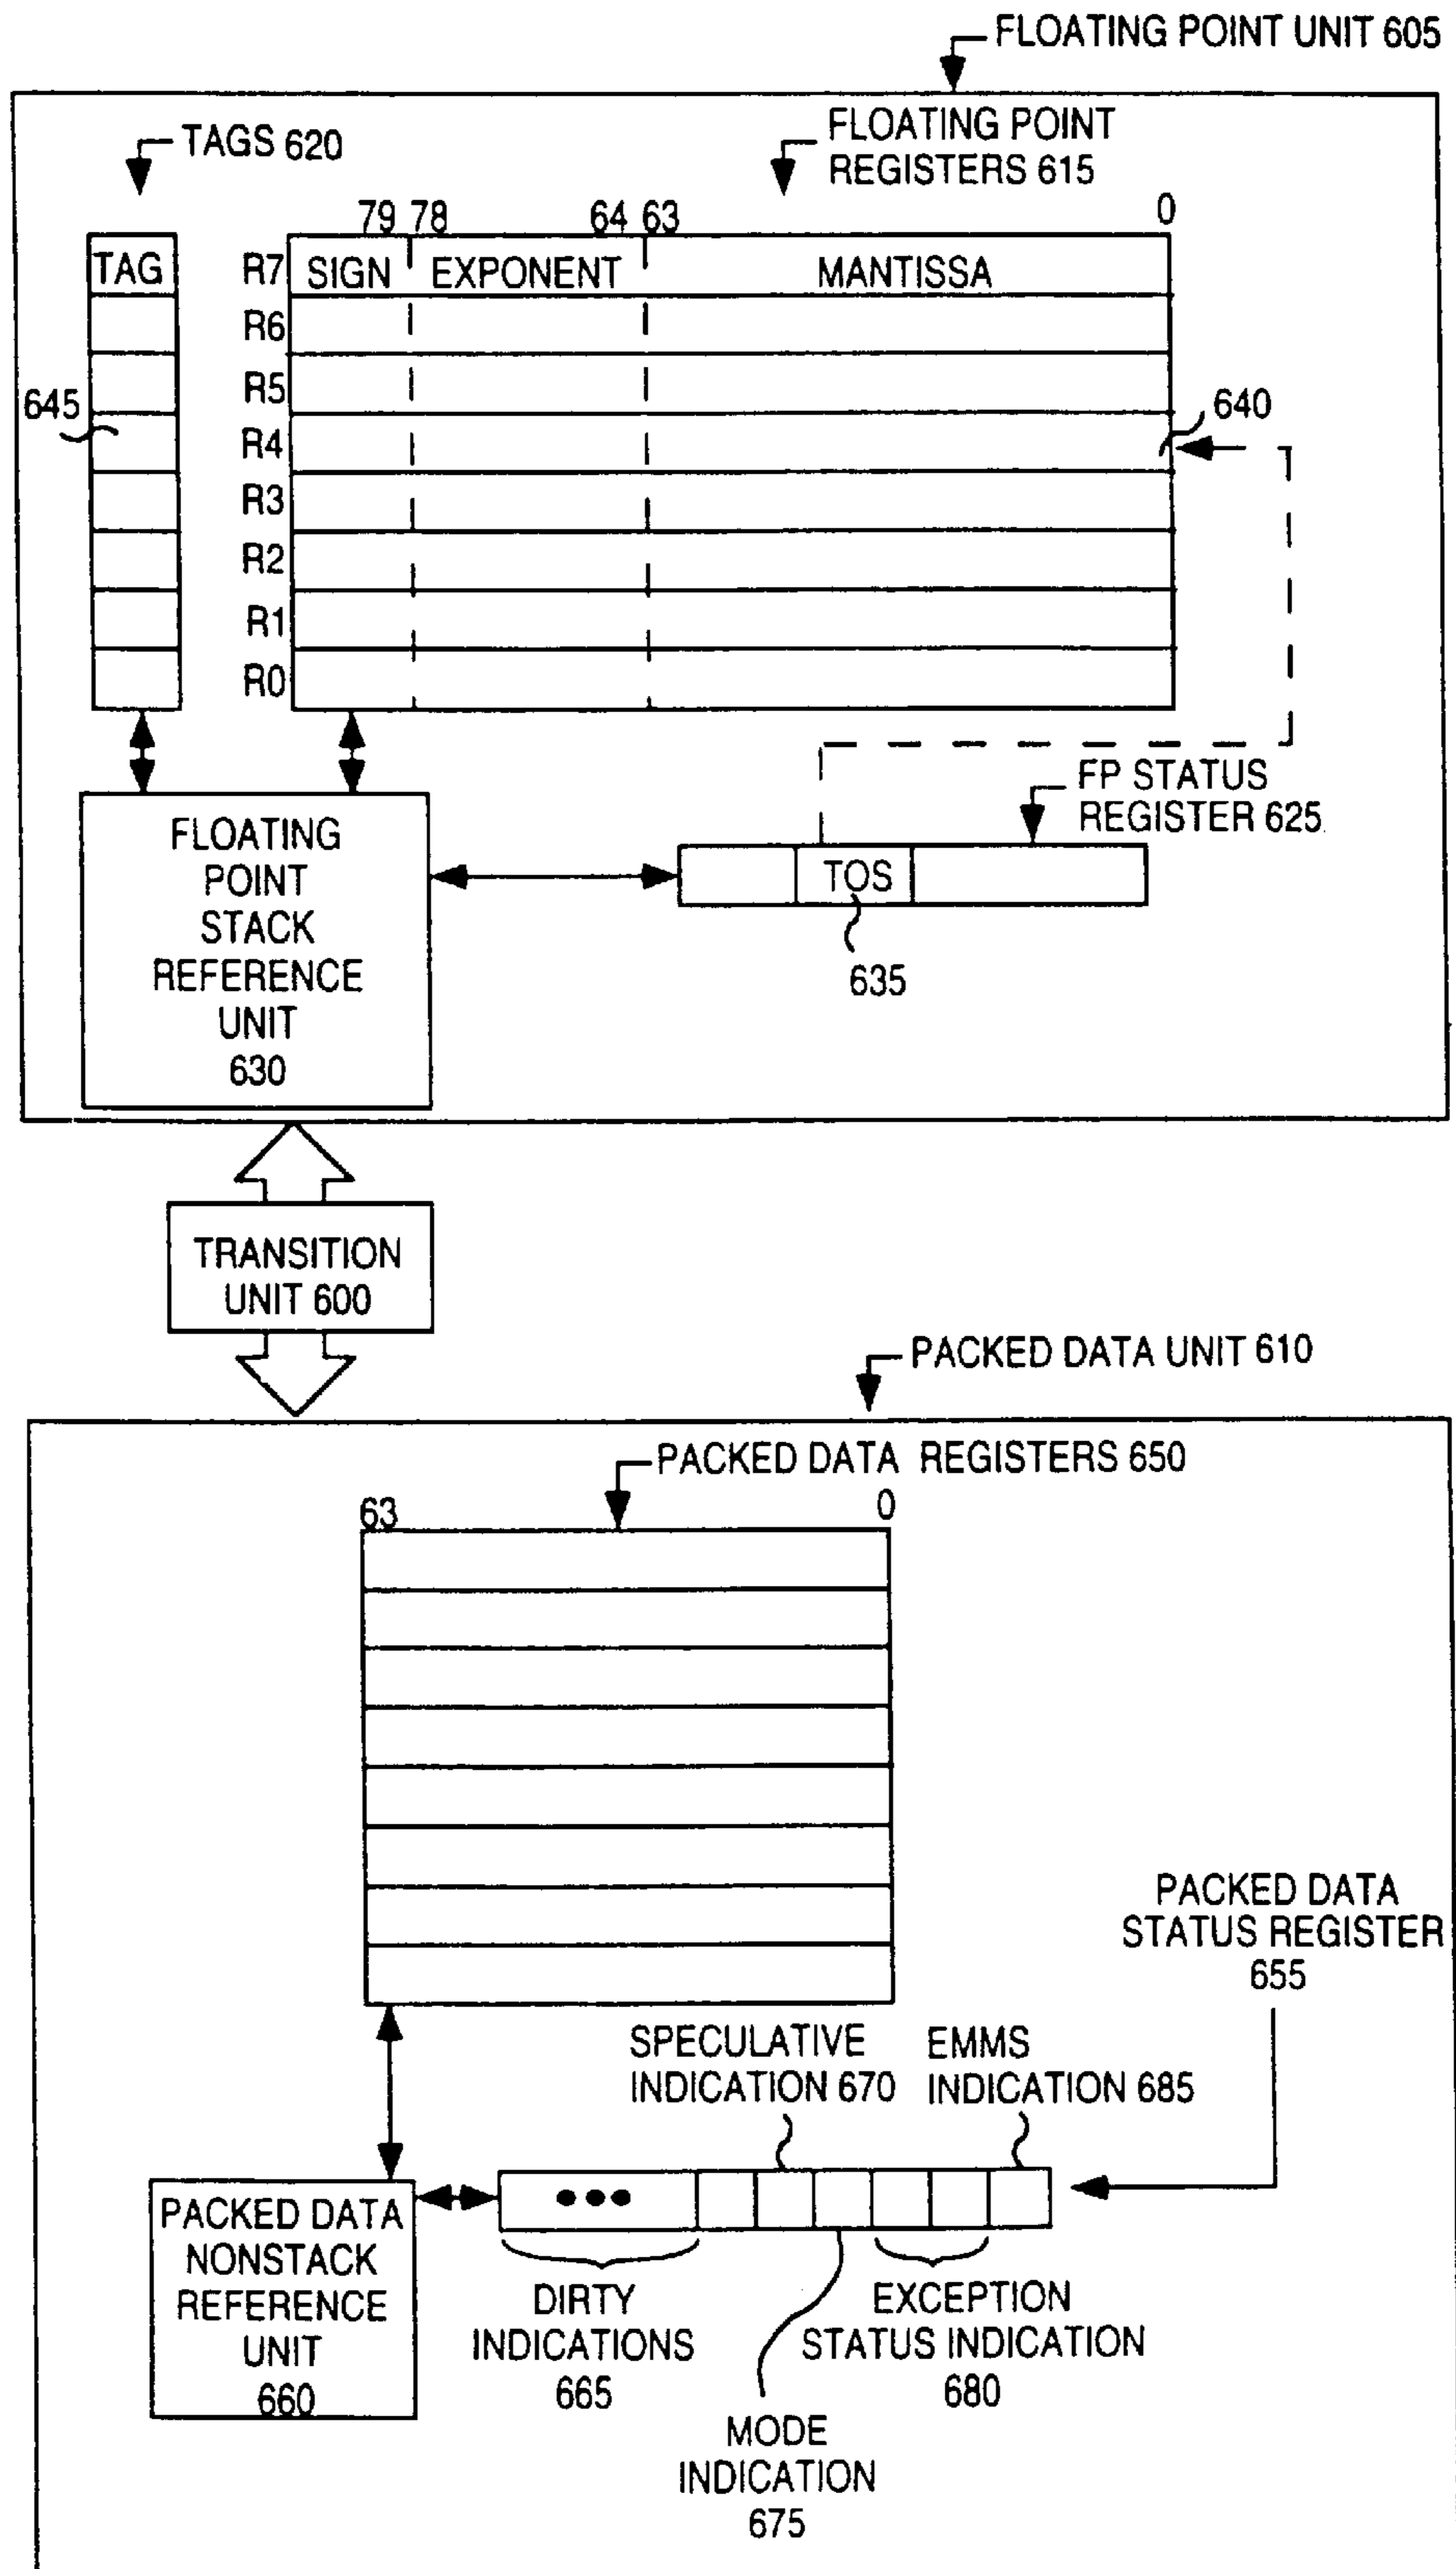 FLOATING POINT UNIT 605
TAGS 620
FLOATING POINT
REGISTERS 615
79 78 64 63 0
TAG R7 SIGN EXPONENT MANTISSA
R6
R5
645 R4 640
R3
R2
R1
R0
FLOATING
POINT
STACK
REFERENCE
UNIT
630
FP STATUS
REGISTER 625
TOS
635
TRANSITION
UNIT 600
PACKED DATA UNIT 610
PACKED DATA REGISTERS 650
63 0
PACKED DATA
STATUS REGISTER
655
SPECULATIVE
INDICATION 670
EMMS
INDICATION 685
PACKED DATA
NONSTACK
REFERENCE
UNIT
660
DIRTY
INDICATIONS
665
EXCEPTION
STATUS INDICATION
680
MODE
INDICATION
675